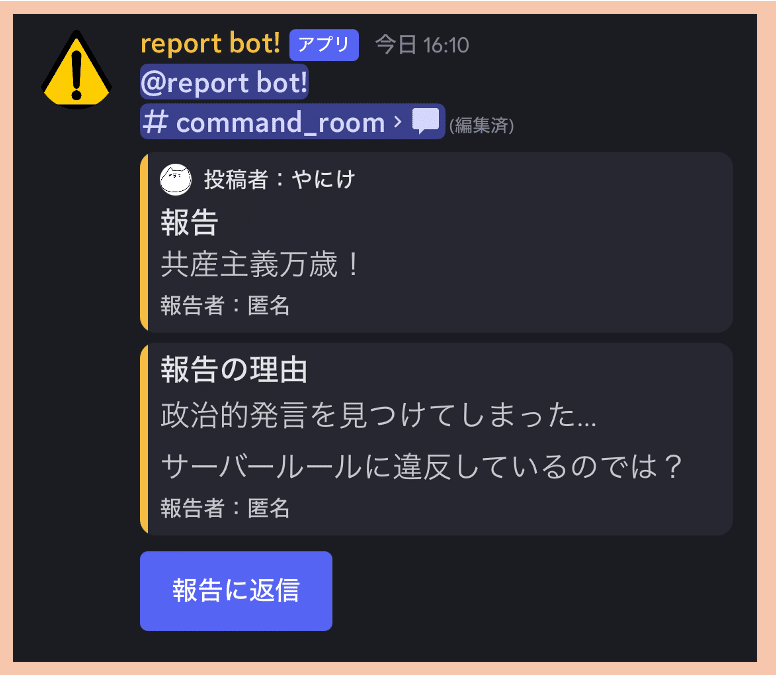 report bot! アプリ 今日 16:10
@report bot!
# command_room › (編集済)
投稿者：やにけ
報告
共産主義万歳！
報告者：匿名
報告の理由
政治的発言を見つけてしまった...
サーバールールに違反しているのでは？
報告者：匿名
報告に返信